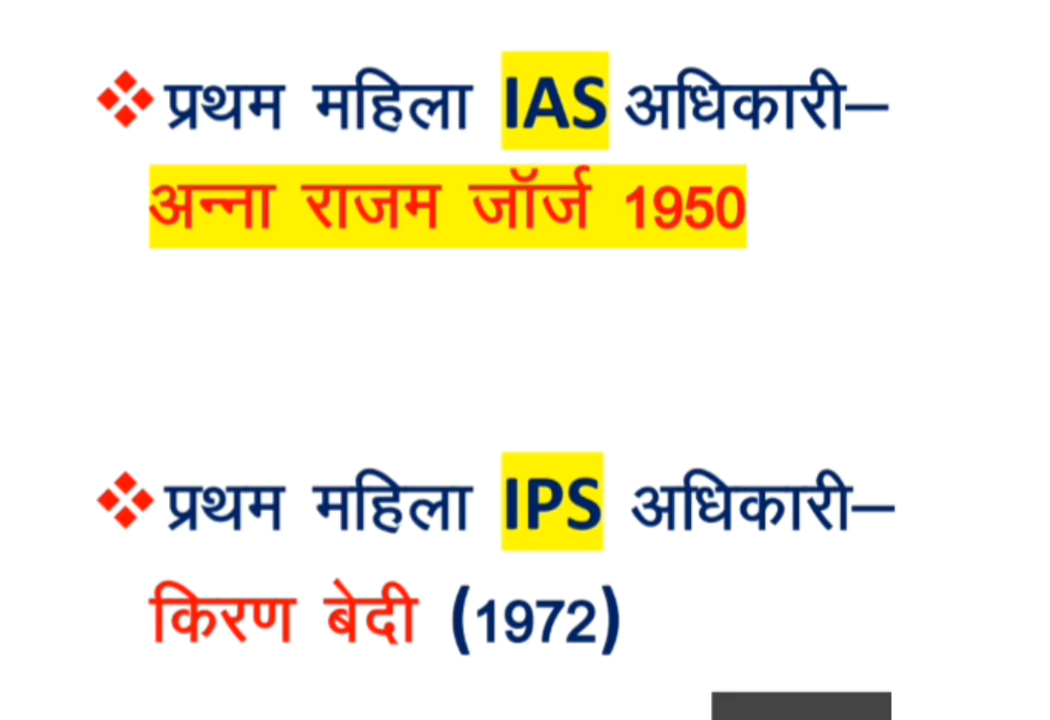 ❖प्रथम महिला IAS अधिकारी–
अन्ना राजम जॉर्ज 1950
❖प्रथम महिला IPS अधिकारी–
किरण बेदी (1972)